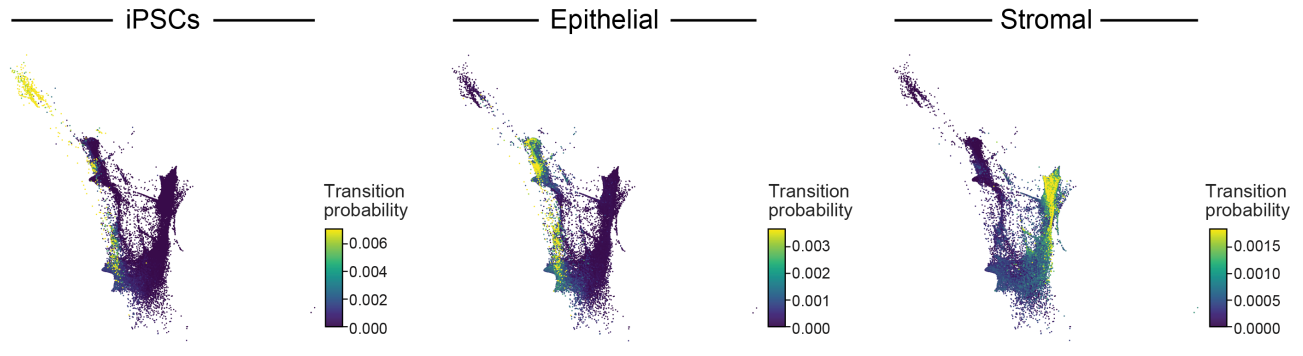 iPSCs
Transition
probability
0.006
0.004
0.002
0.000
Epithelial
Transition
probability
0.003
0.002
0.001
0.000
Stromal
Transition
probability
0.0015
0.0010
0.0005
0.0000